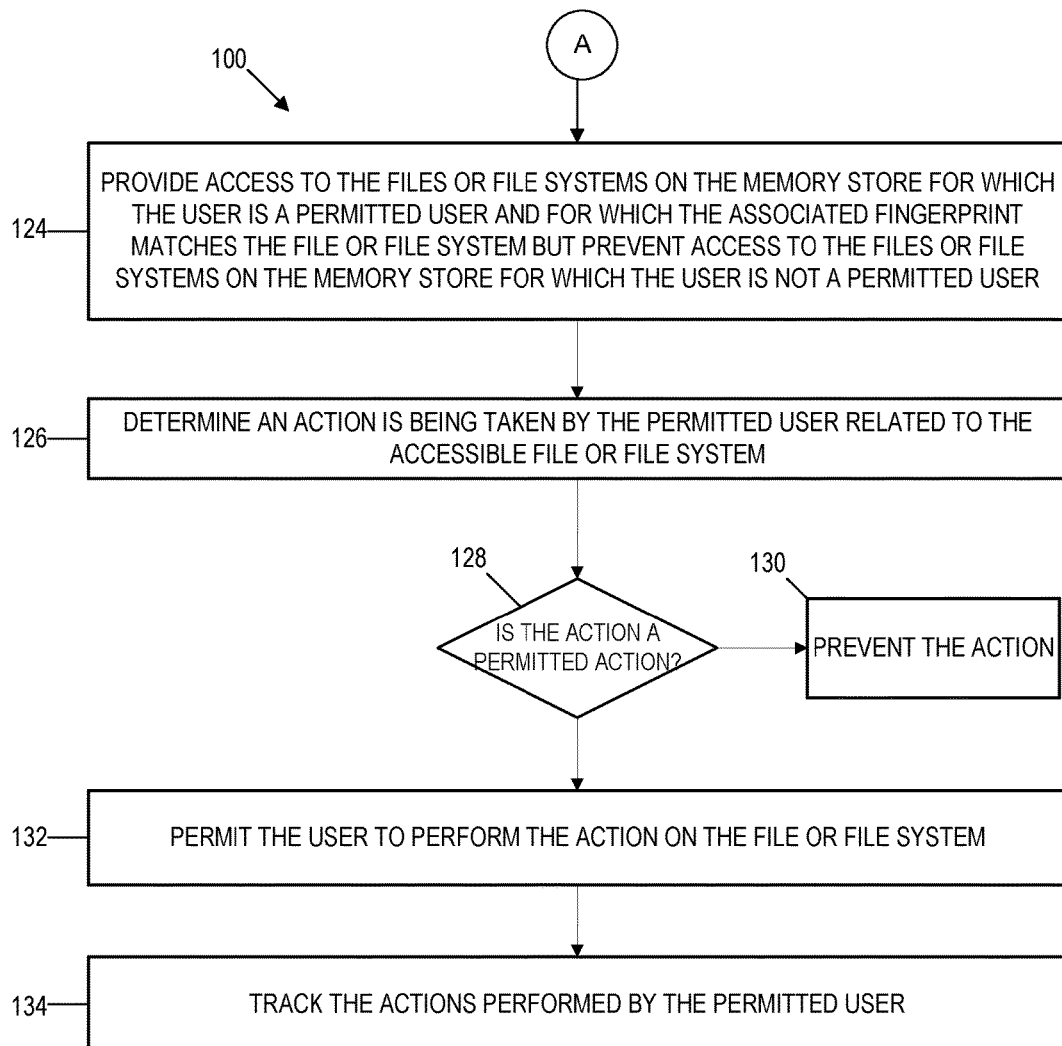 A
100
PROVIDE ACCESS TO THE FILES OR FILE SYSTEMS ON THE MEMORY STORE FOR WHICH
THE USER IS A PERMITTED USER AND FOR WHICH THE ASSOCIATED FINGERPRINT
124
MATCHES THE FILE OR FILE SYSTEM BUT PREVENT ACCESS TO THE FILES OR FILE
SYSTEMS ON THE MEMORY STORE FOR WHICH THE USER IS NOT A PERMITTED USER
126
DETERMINE AN ACTION IS BEING TAKEN BY THE PERMITTED USER RELATED TO THE
ACCESSIBLE FILE OR FILE SYSTEM
128
IS THE ACTION A
PERMITTED ACTION?
130
PREVENT THE ACTION
132
PERMIT THE USER TO PERFORM THE ACTION ON THE FILE OR FILE SYSTEM
134
TRACK THE ACTIONS PERFORMED BY THE PERMITTED USER